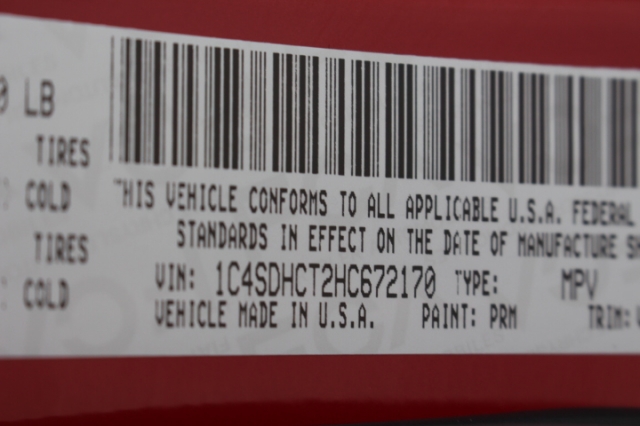 LB
TIRES
COLD
TIRES
COLD
THIS VEHICLE CONFORMS TO ALL APPLICABLE U.S.A. FEDERAL
STANDARDS IN EFFECT ON THE DATE OF MANUFACTURE
VIN: 1C4SDHCT2HC672170 TYPE: MPV
VEHICLE MADE IN U.S.A. PAINT: PRM TRIM: